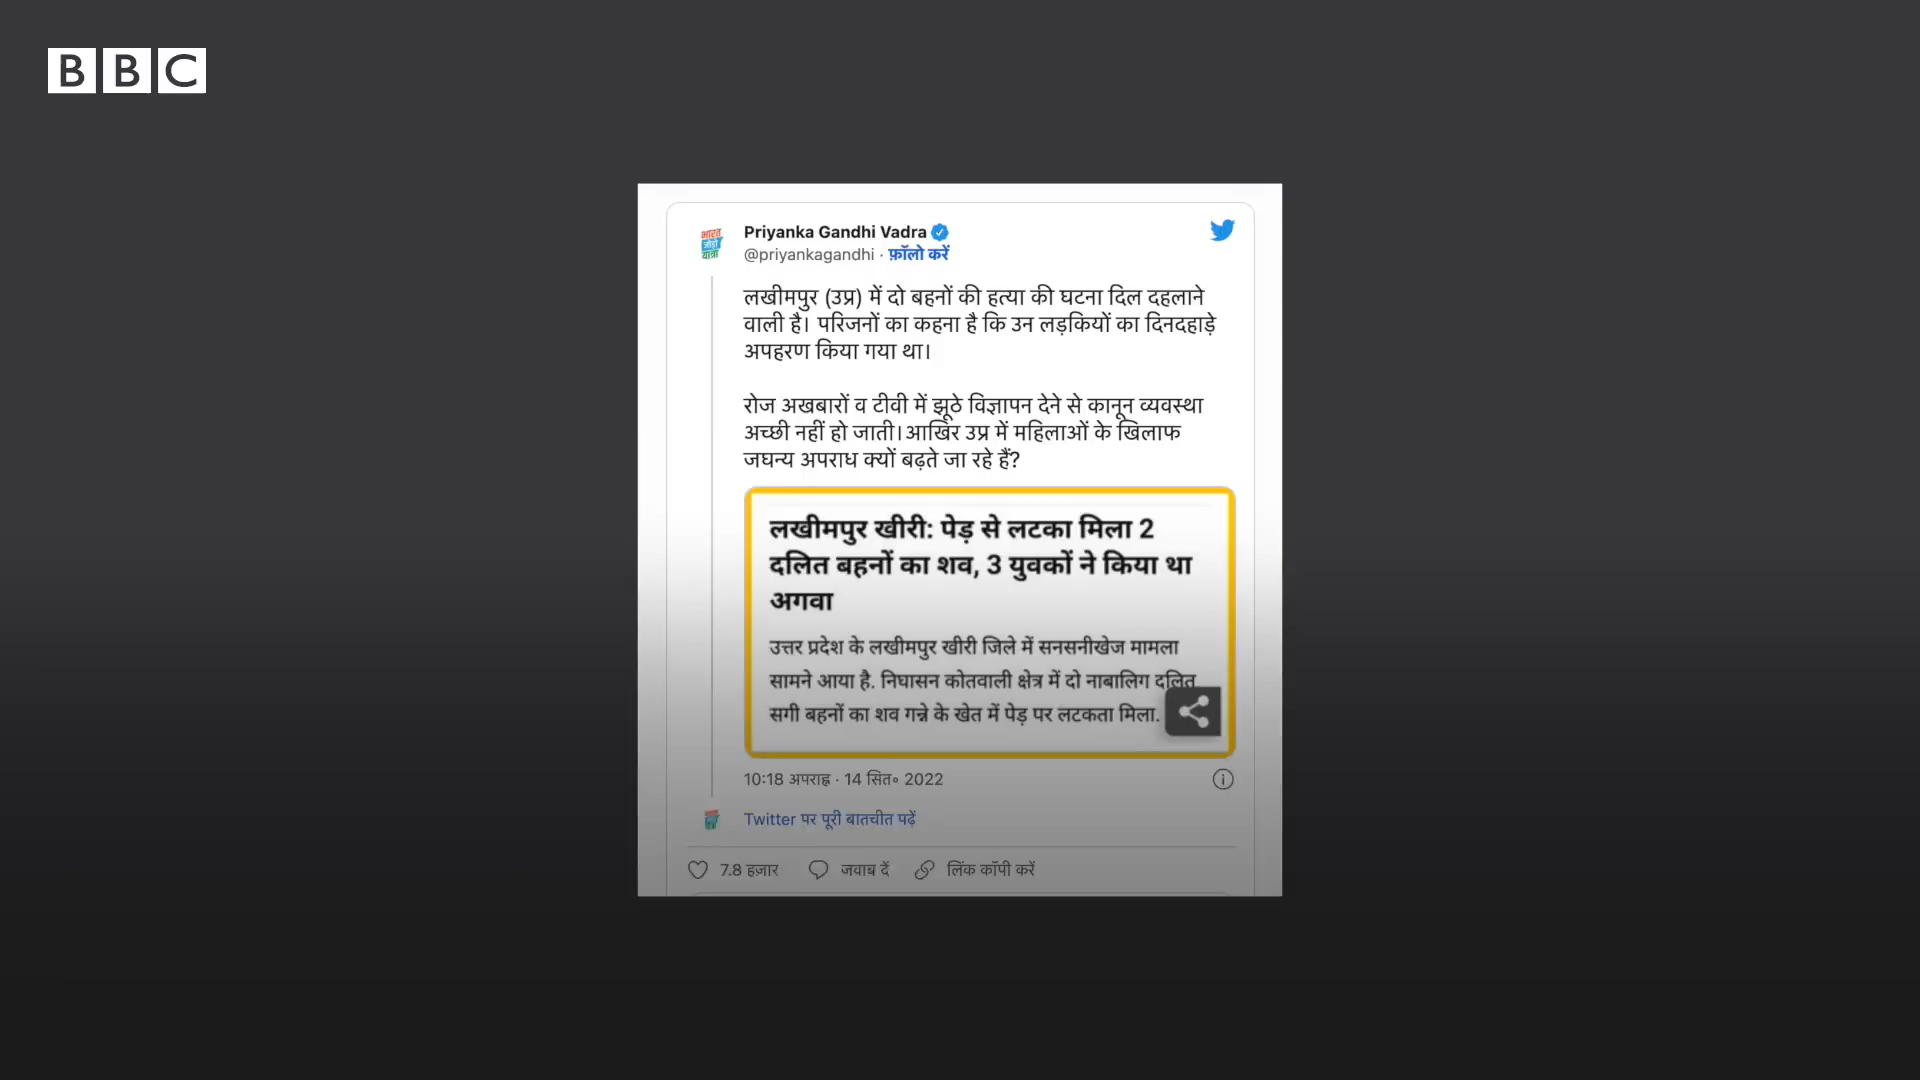 BBC
Priyanka Gandhi Vadra
@priyankagandhi · फ़ॉलो करें
लखीमपुर (उप्र) में दो बहनों की हत्या की घटना दिल दहलाने
वाली है। परिजनों का कहना है कि उन लड़कियों का दिनदहाड़े
अपहरण किया गया था।
रोज अखबारों व टीवी में झूठे विज्ञापन देने से कानून व्यवस्था
अच्छी नहीं हो जाती।आखिर उप्र में महिलाओं के खिलाफ
जघन्य अपराध क्यों बढ़ते जा रहे हैं?
लखीमपुर खीरी: पेड़ से लटका मिला 2
दलित बहनों का शव, 3 युवकों ने किया था
अगवा
उत्तर प्रदेश के लखीमपुर खीरी जिले में सनसनीखेज मामला
सामने आया है. निघासन कोतवाली क्षेत्र में दो नाबालिग दलित
सगी बहनों का शव गन्ने के खेत में पेड़ पर लटकता मिला.
10:18 अपराह्न · 14 सित॰ 2022
Twitter पर पूरी बातचीत पढ़ें
7.8 हज़ार जवाब दें लिंक कॉपी करें